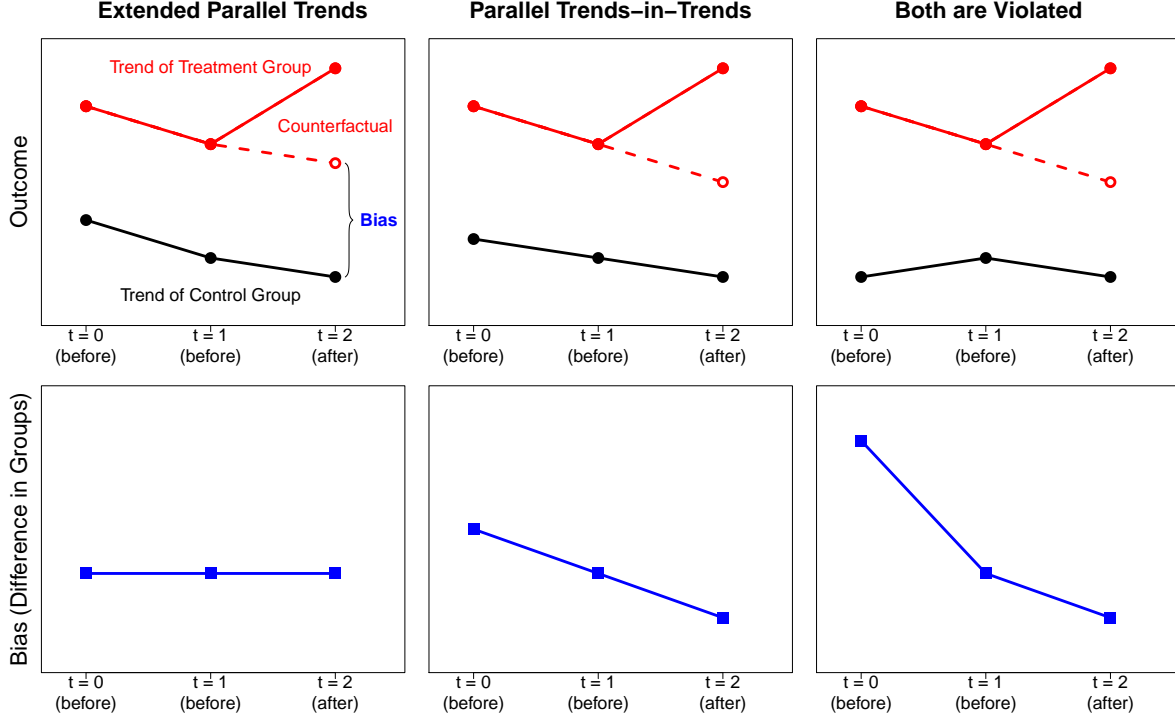 Extended Parallel Trends
Parallel Trends−in−Trends
Both are Violated
Outcome
Trend of Treatment Group
Counterfactual
Bias
Trend of Control Group
t = 0
(before)
t = 1
(before)
t = 2
(after)
t = 0
(before)
t = 1
(before)
t = 2
(after)
t = 0
(before)
t = 1
(before)
t = 2
(after)
Bias (Difference in Groups)
t = 0
(before)
t = 1
(before)
t = 2
(after)
t = 0
(before)
t = 1
(before)
t = 2
(after)
t = 0
(before)
t = 1
(before)
t = 2
(after)